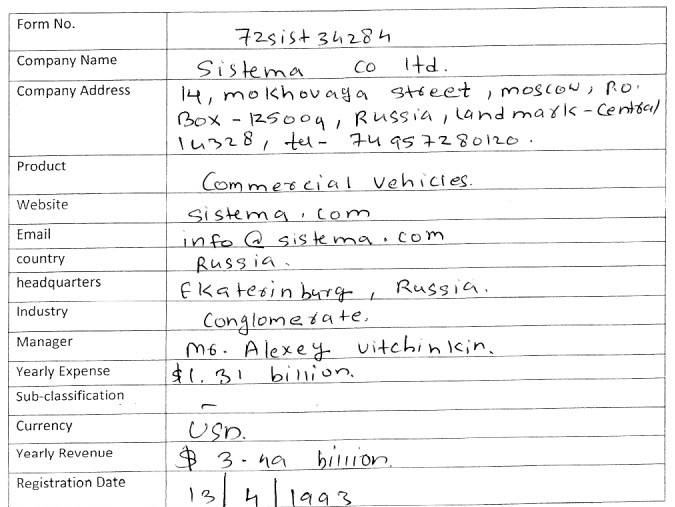 Form No. 72sist34284
Company Name Sistema co ltd.
Company Address 14, mokhovaya street, moscow, P.O.
Box - 125009, Russia, landmark - Central
14328, tel - 74957280120.
Product Commercial vehicles.
Website sistema.com
Email info@sistema.com
country Russia.
headquarters Ekaterinburg, Russia.
Industry Conglomerate.
Manager Mr. Alexey vitchinkin.
Yearly Expense $1.31 billion.
Sub-classification -
Currency USD.
Yearly Revenue $3.49 billion.
Registration Date 13/4/1993